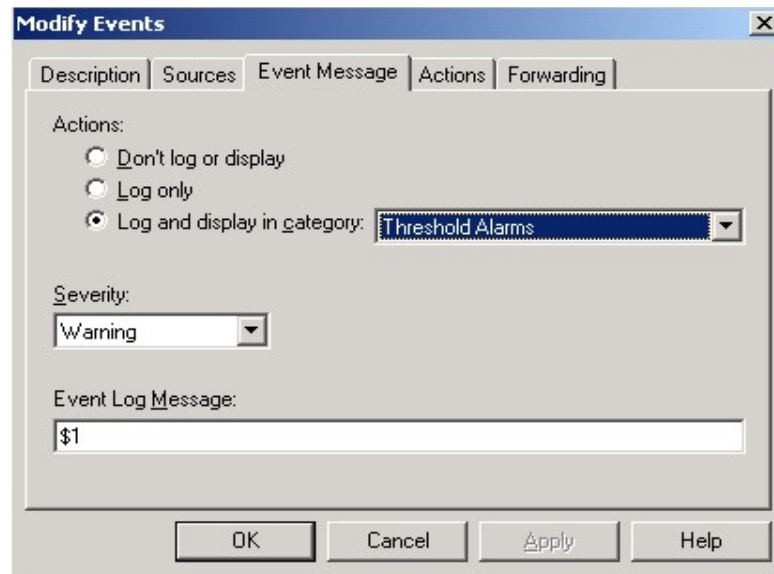 Modify Events
Description Sources Event Message Actions Forwarding
Actions:
Don't log or display
Log only
Log and display in category: Threshold Alarms
Severity:
Warning
Event Log Message:
$1
OK Cancel Apply Help